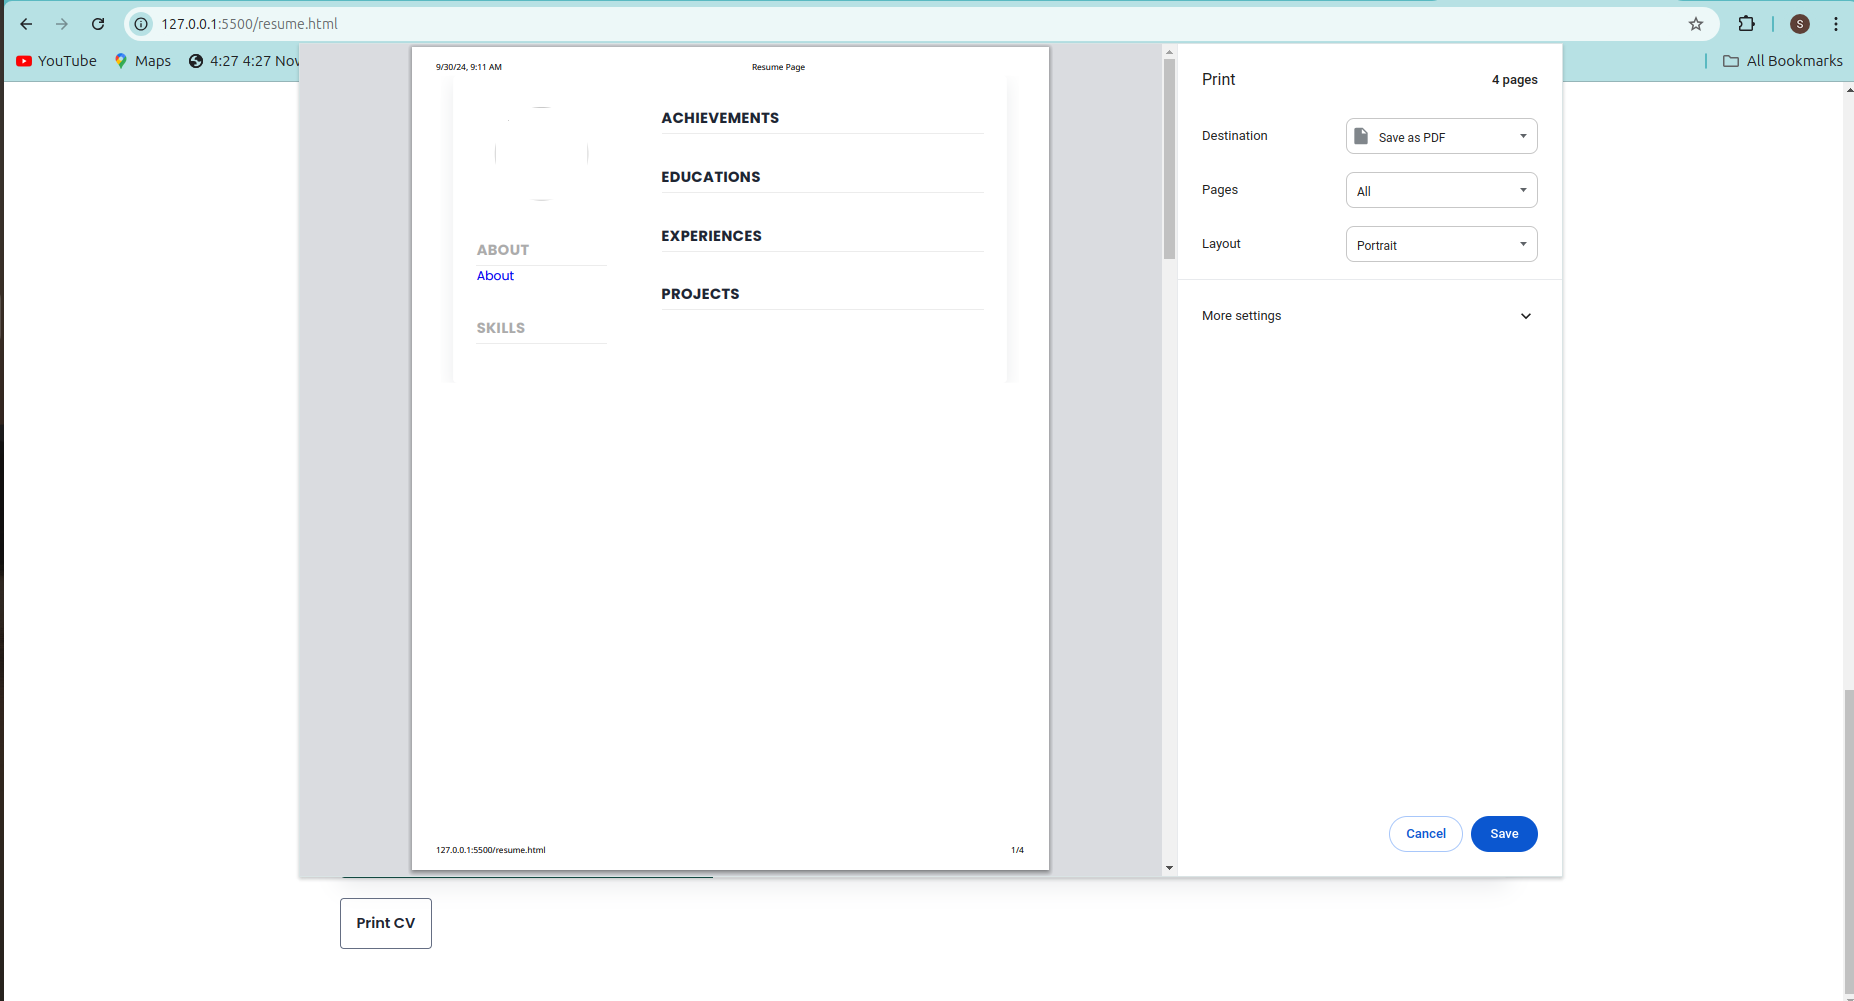 127.0.0.1:5500/resume.html
S
YouTube
Maps
4:27 4:27 Nov
All Bookmarks
9/30/24, 9:11 AM
Resume Page
ACHIEVEMENTS
EDUCATIONS
EXPERIENCES
PROJECTS
ABOUT
About
SKILLS
127.0.0.1:5500/resume.html
1/4
Print
4 pages
Destination
Save as PDF
Pages
All
Layout
Portrait
More settings
Cancel
Save
Print CV